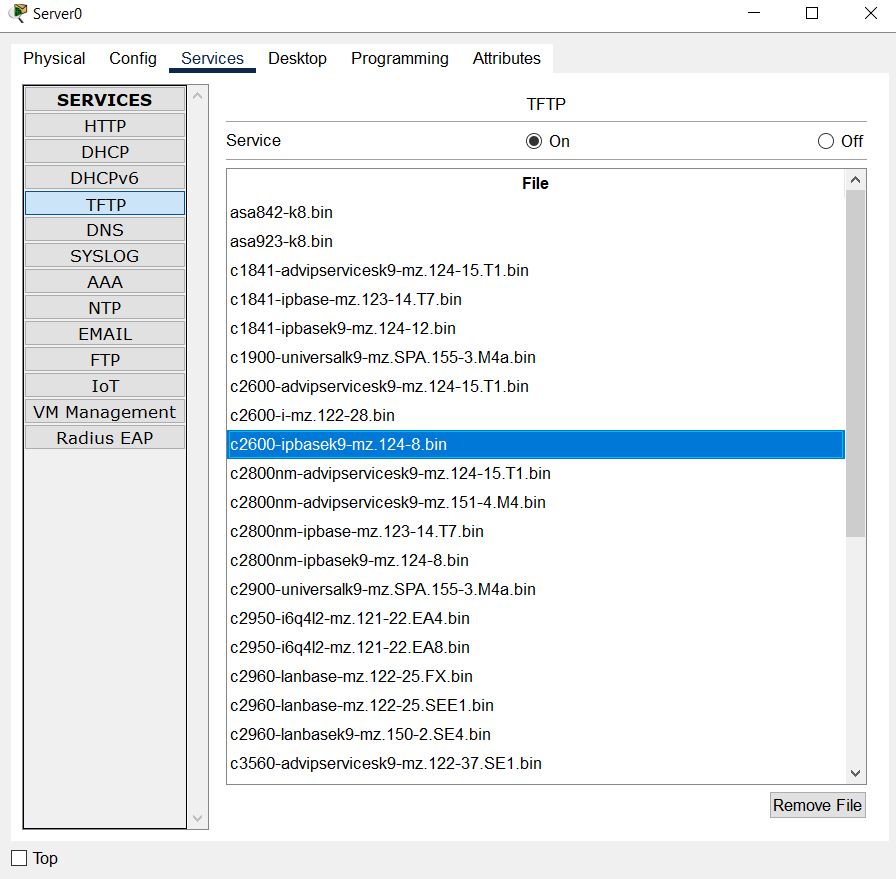 Server0
Physical Config Services Desktop Programming Attributes
SERVICES
HTTP
DHCP
DHCPv6
TFTP
DNS
SYSLOG
AAA
NTP
EMAIL
FTP
IoT
VM Management
Radius EAP
TFTP
Service On Off
File
asa842-k8.bin
asa923-k8.bin
c1841-advipservicesk9-mz.124-15.T1.bin
c1841-ipbase-mz.123-14.T7.bin
c1841-ipbasek9-mz.124-12.bin
c1900-universalk9-mz.SPA.155-3.M4a.bin
c2600-advipservicesk9-mz.124-15.T1.bin
c2600-i-mz.122-28.bin
c2600-ipbasek9-mz.124-8.bin
c2800nm-advipservicesk9-mz.124-15.T1.bin
c2800nm-advipservicesk9-mz.151-4.M4.bin
c2800nm-ipbase-mz.123-14.T7.bin
c2800nm-ipbasek9-mz.124-8.bin
c2900-universalk9-mz.SPA.155-3.M4a.bin
c2950-i6q4l2-mz.121-22.EA4.bin
c2950-i6q4l2-mz.121-22.EA8.bin
c2960-lanbase-mz.122-25.FX.bin
c2960-lanbase-mz.122-25.SEE1.bin
c2960-lanbasek9-mz.150-2.SE4.bin
c3560-advipservicesk9-mz.122-37.SE1.bin
Remove File
Top